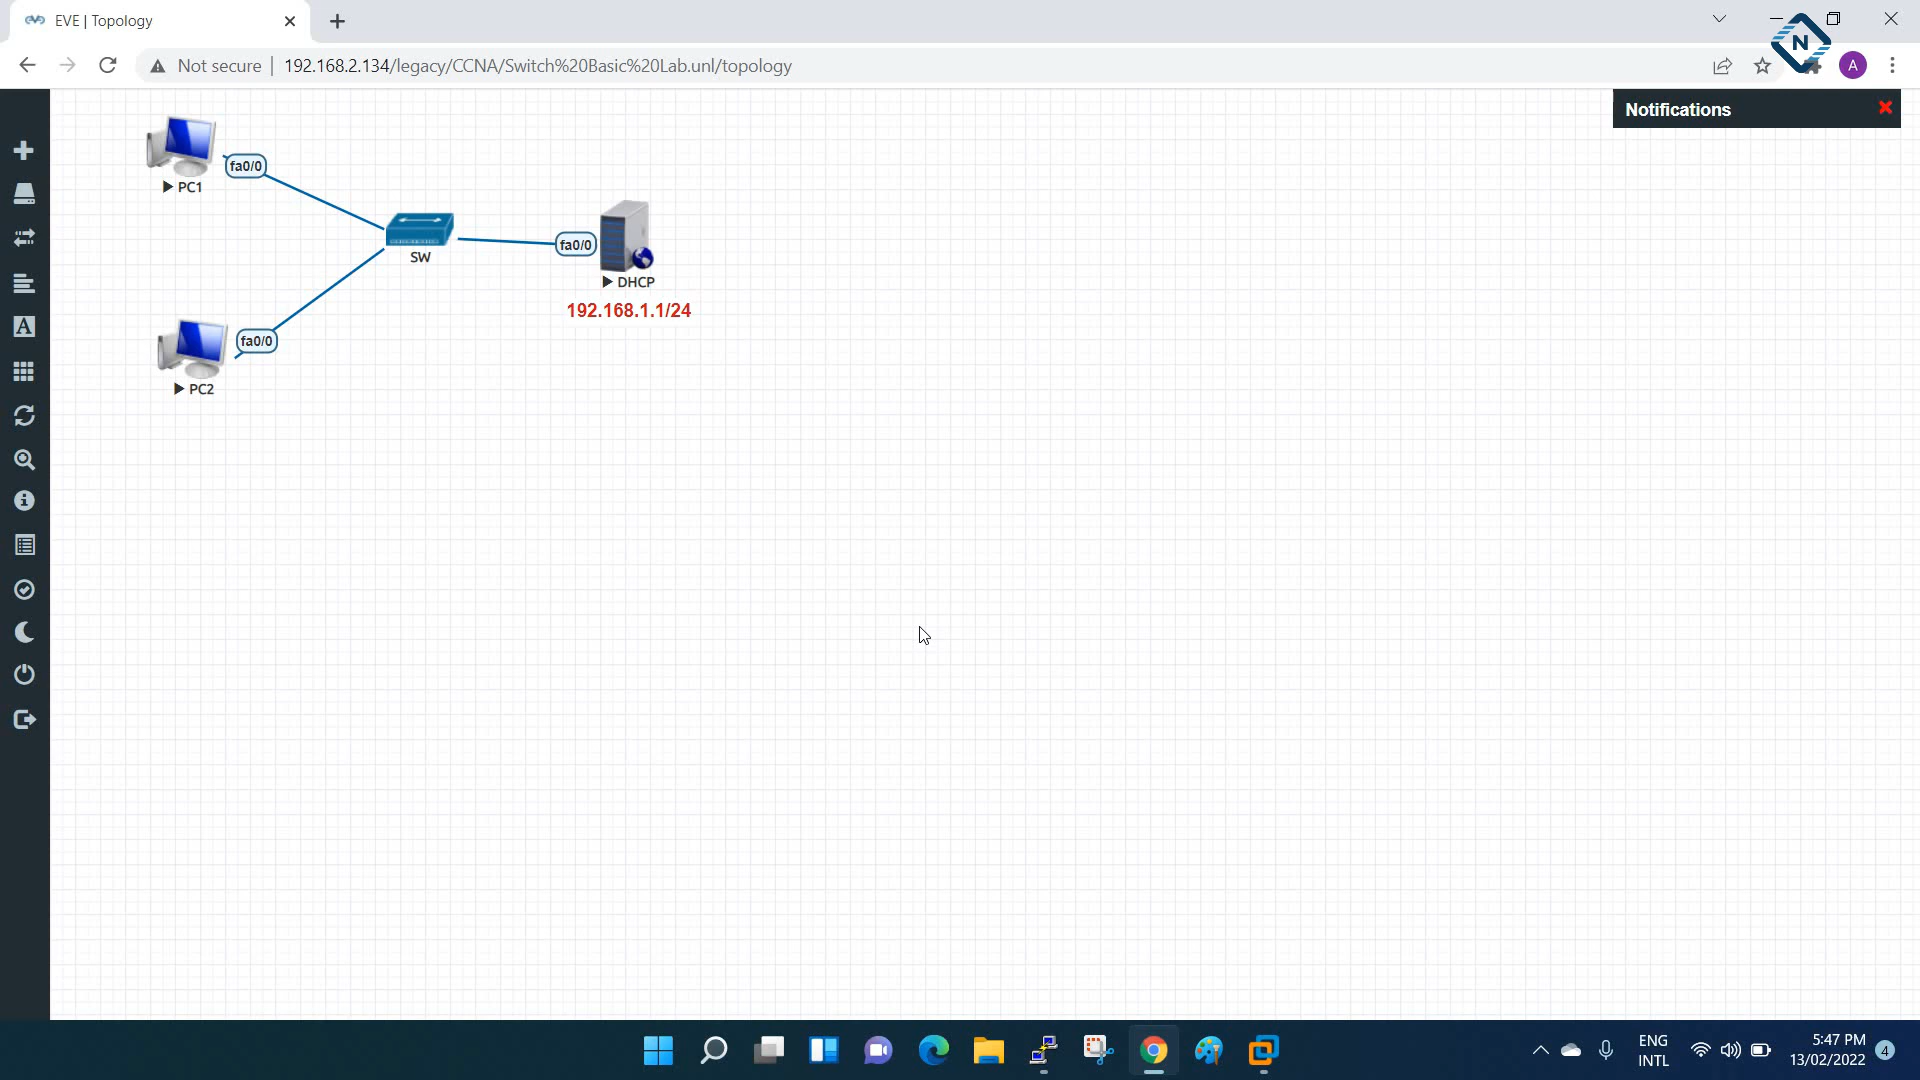 EVE | Topology
N
Not secure
192.168.2.134/legacy/CCNA/Switch%20Basic%20Lab.unl/topology
A
Notifications
fa0/0
PC1
SW
fa0/0
DHCP
192.168.1.1/24
fa0/0
PC2
A
ENG
INTL
5:47 PM
13/02/2022
4